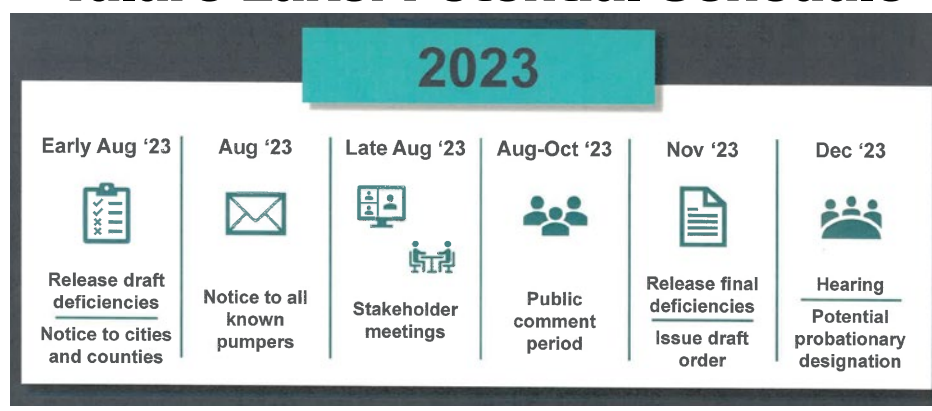 2023
Early Aug ‘23
Release draft
deficiencies
Notice to cities
and counties
Aug ‘23
Notice to all
known
pumpers
Late Aug ‘23
Stakeholder
meetings
Aug-Oct ‘23
Public
comment
period
Nov ‘23
Release final
deficiencies
Issue draft
order
Dec ‘23
Hearing
Potential
probationary
designation